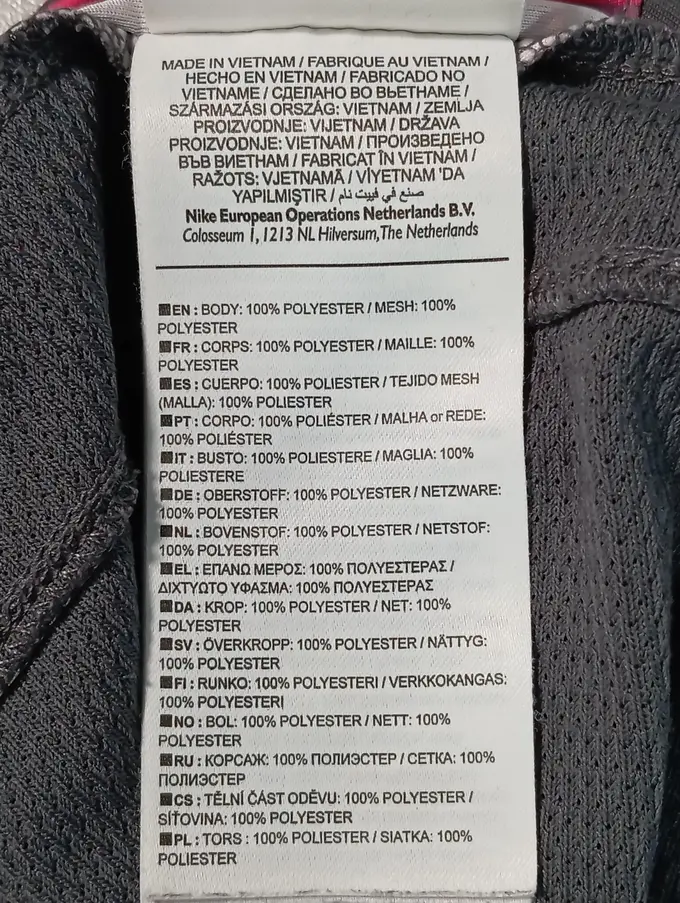 MADE IN VIETNAM / FABRIQUE AU VIETNAM /
HECHO EN VIETNAM / FABRICADO NO
VIETNAME / СДЕЛАНО ВО ВЬЕТНАМЕ /
SZÁRMAZÁSI ORSZÁG: VIETNAM / ZEMLJA
PROIZVODNJE: VIJETNAM / DRŽAVA
PROIZVODNJE: VIETNAM / ПРОИЗВЕДЕНО
ВЪВ ВИЕТНАМ / FABRICAT ÎN VIETNAM /
RAŽOTS: VJETNAMĀ / VİYETNAM 'DA
YAPILMIŞTIR / صنع في فييت نام
Nike European Operations Netherlands B.V.
Colosseum 1, 1213 NL Hilversum,The Netherlands
EN : BODY: 100% POLYESTER / MESH: 100%
POLYESTER
FR : CORPS: 100% POLYESTER / MAILLE: 100%
POLYESTER
ES : CUERPO: 100% POLIESTER / TEJIDO MESH
(MALLA): 100% POLIESTER
PT : CORPO: 100% POLIÉSTER / MALHA or REDE:
100% POLIÉSTER
IT : BUSTO: 100% POLIESTERE / MAGLIA: 100%
POLIESTERE
DE : OBERSTOFF: 100% POLYESTER / NETZWARE:
100% POLYESTER
NL : BOVENSTOF: 100% POLYESTER / NETSTOF:
100% POLYESTER
EL : ΕΠΑΝΩ ΜΕΡΟΣ: 100% ΠΟΛΥΕΣΤΕΡΑΣ /
ΔΙΧΤΥΩΤΟ ΥΦΑΣΜΑ: 100% ΠΟΛΥΕΣΤΕΡΑΣ
DA : KROP: 100% POLYESTER / NET: 100%
POLYESTER
SV : ÖVERKROPP: 100% POLYESTER / NÄTTYG:
100% POLYESTER
FI : RUNKO: 100% POLYESTERI / VERKKOKANGAS:
100% POLYESTERI
NO : BOL: 100% POLYESTER / NETT: 100%
POLYESTER
RU : КОРСАЖ: 100% ПОЛИЭСТЕР / СЕТКА: 100%
ПОЛИЭСТЕР
CS : TĚLNÍ ČÁST ODĚVU: 100% POLYESTER /
SÍŤOVINA: 100% POLYESTER
PL : TORS : 100% POLIESTER / SIATKA: 100%
POLIESTER